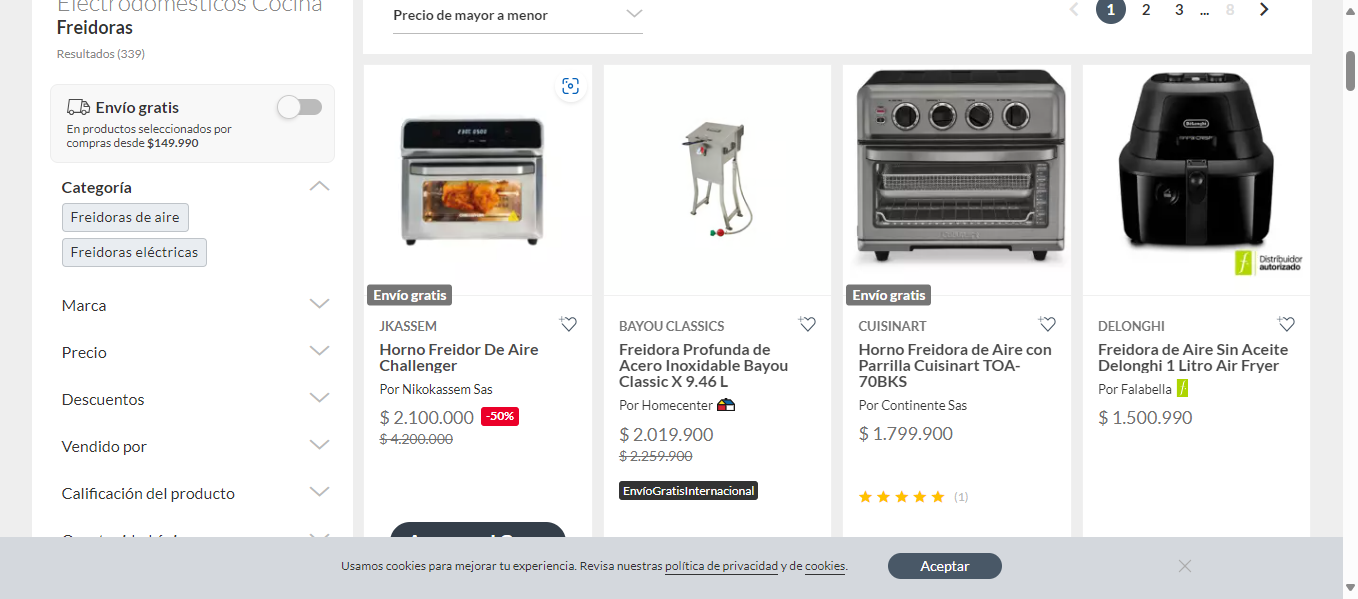 Electrodomésticos Cocina
Freidoras
Resultados (339)
Envío gratis
En productos seleccionados por
compras desde $149.990
Categoría
Freidoras de aire
Freidoras eléctricas
Marca
Precio
Descuentos
Vendido por
Calificación del producto
Precio de mayor a menor
1 2 3 ... 8
Envío gratis
JKASSEM
Horno Freidor De Aire
Challenger
Por Nikokassem Sas
$ 2.100.000 -50%
$ 4.200.000
BAYOU CLASSICS
Freidora Profunda de
Acero Inoxidable Bayou
Classic X 9.46 L
Por Homecenter
$ 2.019.900
$ 2.259.900
EnvíoGratisInternacional
Envío gratis
CUISINART
Horno Freidora de Aire con
Parrilla Cuisinart TOA-
70BKS
Por Continente Sas
$ 1.799.900
(1)
DeLonghi
f. Distribuidor
autorizado
DELONGHI
Freidora de Aire Sin Aceite
Delonghi 1 Litro Air Fryer
Por Falabella f.
$ 1.500.990
Usamos cookies para mejorar tu experiencia. Revisa nuestras política de privacidad y de cookies.
Aceptar